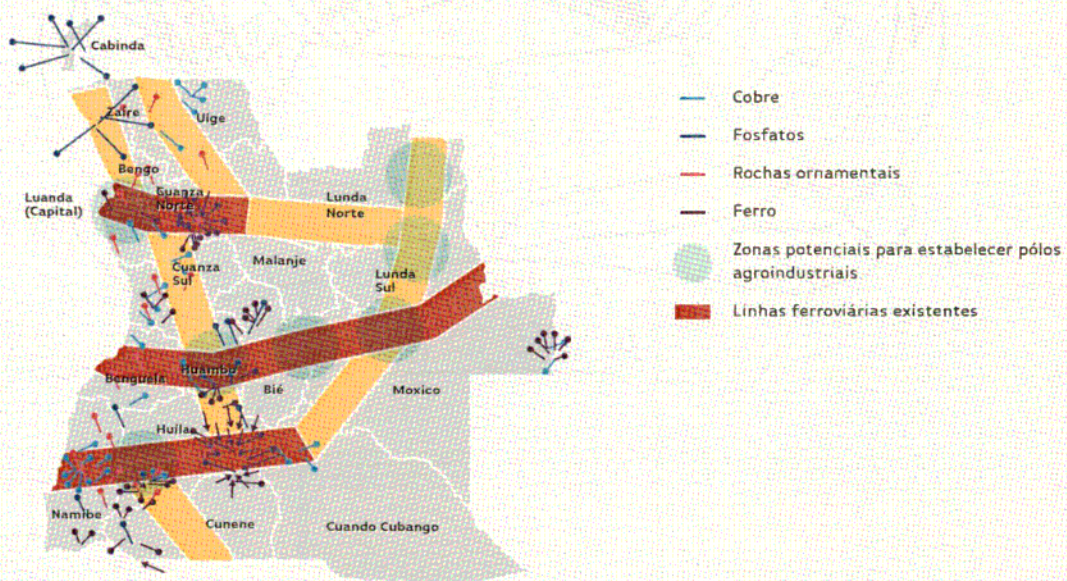 Cabinda
Zaire
Uige
Bengo
Luanda
(Capital)
Cuanza
Norte
Lunda
Norte
Malanje
Cuanza
Sul
Lunda
Sul
Huambo
Benguela
Bié
Moxico
Huíla
Namibe
Cunene
Cuando Cubango
Cobre
Fosfatos
Rochas ornamentais
Ferro
Zonas potenciais para estabelecer pólos
agroindustriais
Linhas ferroviárias existentes